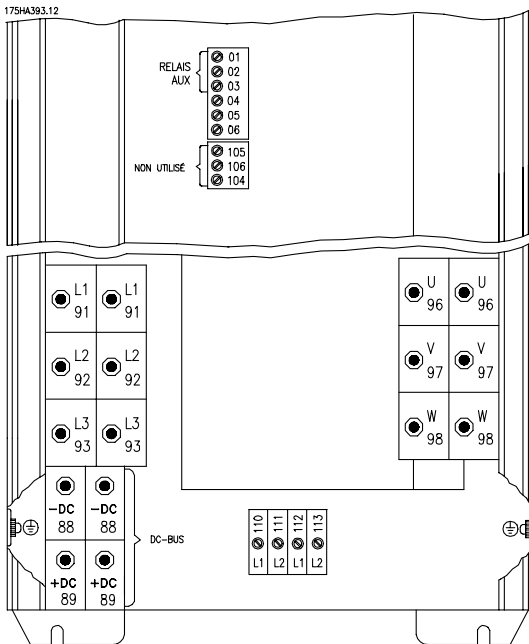 175HA393.12
RELAIS
AUX
01
02
03
04
05
06
NON UTILISÉ
105
106
104
L1 L1
91 91
L2 L2
92 92
L3 L3
93 93
-DC -DC
88 88
+DC +DC
89 89
DC-BUS
110 111 112 113
L1 L2 L1 L2
U U
96 96
V V
97 97
W W
98 98